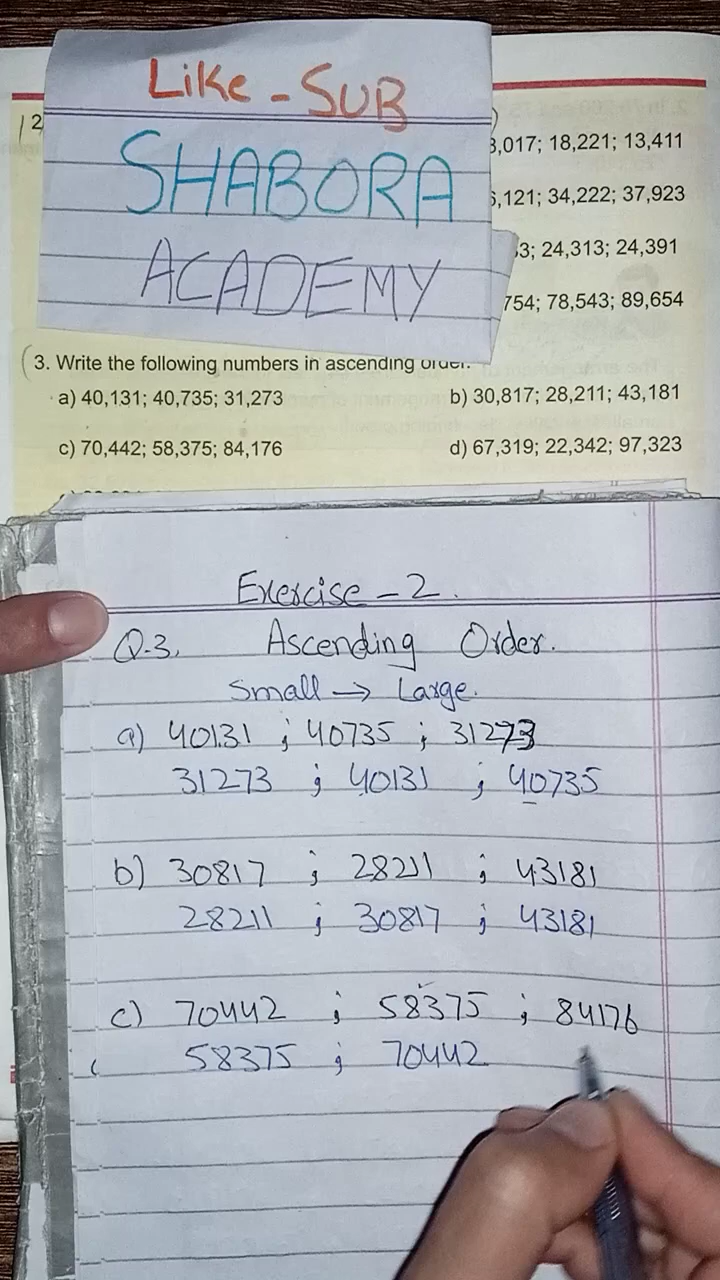 Like - SUB
SHABORA
ACADEMY
2
3,017; 18,221; 13,411
6,121; 34,222; 37,923
3; 24,313; 24,391
754; 78,543; 89,654
3. Write the following numbers in ascending order.
a) 40,131; 40,735; 31,273
b) 30,817; 28,211; 43,181
c) 70,442; 58,375; 84,176
d) 67,319; 22,342; 97,323
Exercise - 2.
Q.3. Ascending Order.
Small → Large.
a) 40131 ; 40735 ; 31273
31273 ; 40131 ; 40735
b) 30817 ; 28211 ; 43181
28211 ; 30817 ; 43181
c) 70442 ; 58375 ; 84176
58375 ; 70442